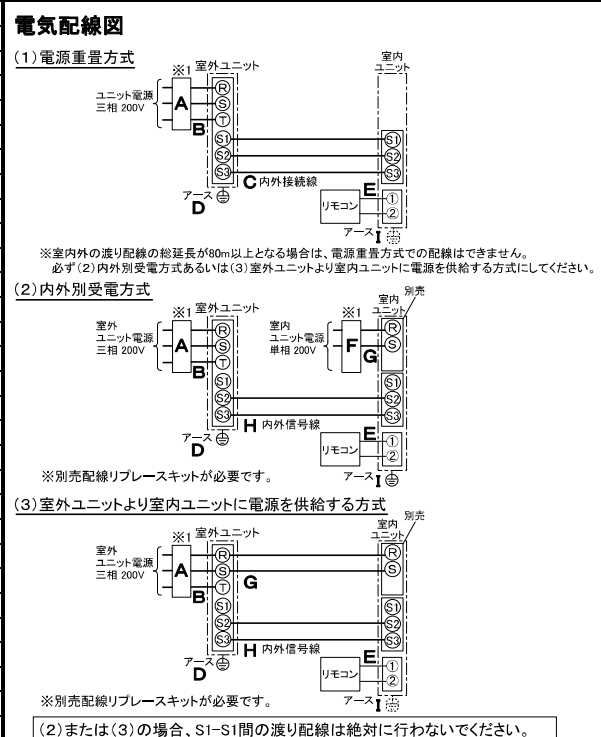 電気配線図
(1)電源重畳方式
※1 室外ユニット
室内
ユニット
ユニット電源
三相 200V
A
B
R
S
T
S1
S2
S3
S1
S2
S3
C 内外接続線
アース
D
E
リモコン
①
②
アース I
※室内外の渡り配線の総延長が80m以上となる場合は、電源重畳方式での配線はできません。
必ず(2)内外別受電方式あるいは(3)室外ユニットより室内ユニットに電源を供給する方式にしてください。
(2)内外別受電方式
※1 室外ユニット
※1
室内
ユニット
別売
室外
ユニット電源
三相 200V
A
B
R
S
T
S1
S2
S3
室内
ユニット電源
単相 200V
F
G
R
S
S1
S2
S3
H 内外信号線
アース
D
E
リモコン
①
②
アース I
※別売配線リプレースキットが必要です。
(3)室外ユニットより室内ユニットに電源を供給する方式
※1 室外ユニット
室内
ユニット
別売
室外
ユニット電源
三相 200V
A
B
R
S
T
S1
S2
S3
G
R
S
S1
S2
S3
H 内外信号線
アース
D
E
リモコン
①
②
アース I
※別売配線リプレースキットが必要です。
(2)または(3)の場合、S1-S1間の渡り配線は絶対に行わないでください。